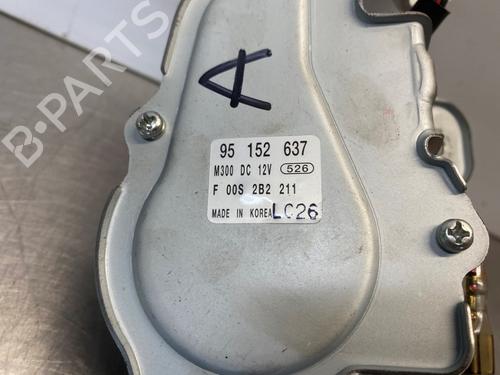 A
B-PARTS
95 152 637
M300 DC 12V 526
F 00S 2B2 211
MADE IN KOREA LC26